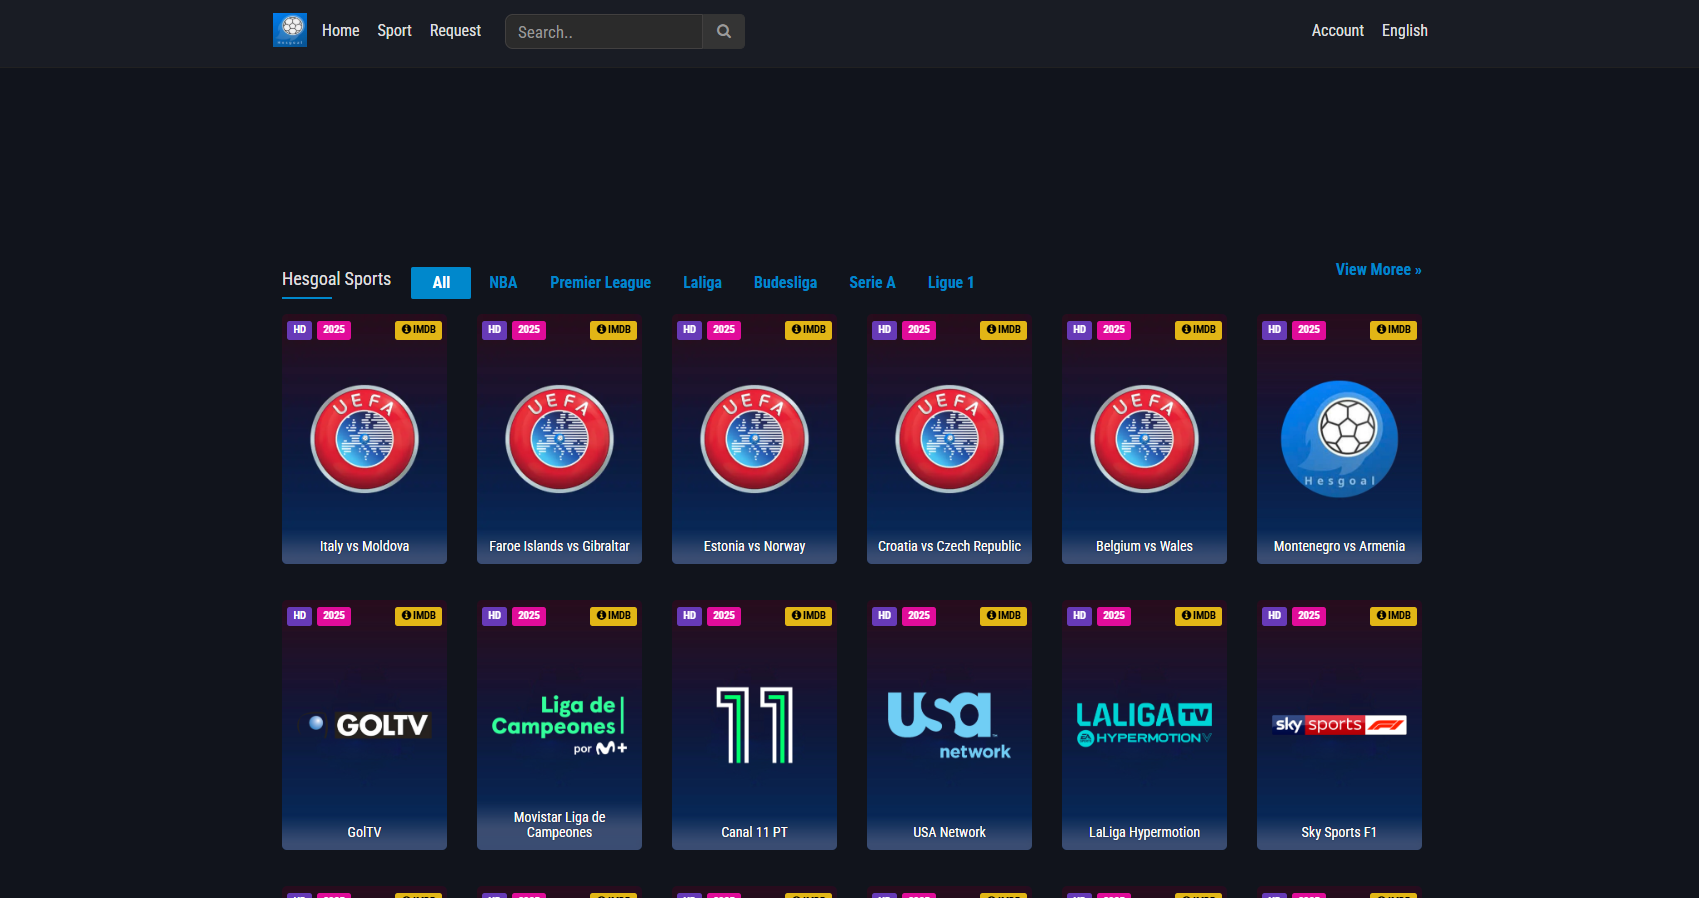 Hesgoal
Home Sport Request Search.. Account English
Hesgoal Sports All NBA Premier League Laliga Budesliga Serie A Ligue 1 View Moree »
HD 2025 IMDB HD 2025 IMDB HD 2025 IMDB HD 2025 IMDB HD 2025 IMDB HD 2025 IMDB
UEFA UEFA UEFA UEFA UEFA Hesgoal
Italy vs Moldova Faroe Islands vs Gibraltar Estonia vs Norway Croatia vs Czech Republic Belgium vs Wales Montenegro vs Armenia
HD 2025 IMDB HD 2025 IMDB HD 2025 IMDB HD 2025 IMDB HD 2025 IMDB HD 2025 IMDB
GOLTV
Liga de
Campeones
por M+
11
usa
network
LALIGA TV
EA HYPERMOTION
sky sports F1
GolTV
Movistar Liga de
Campeones
Canal 11 PT
USA Network
LaLiga Hypermotion
Sky Sports F1